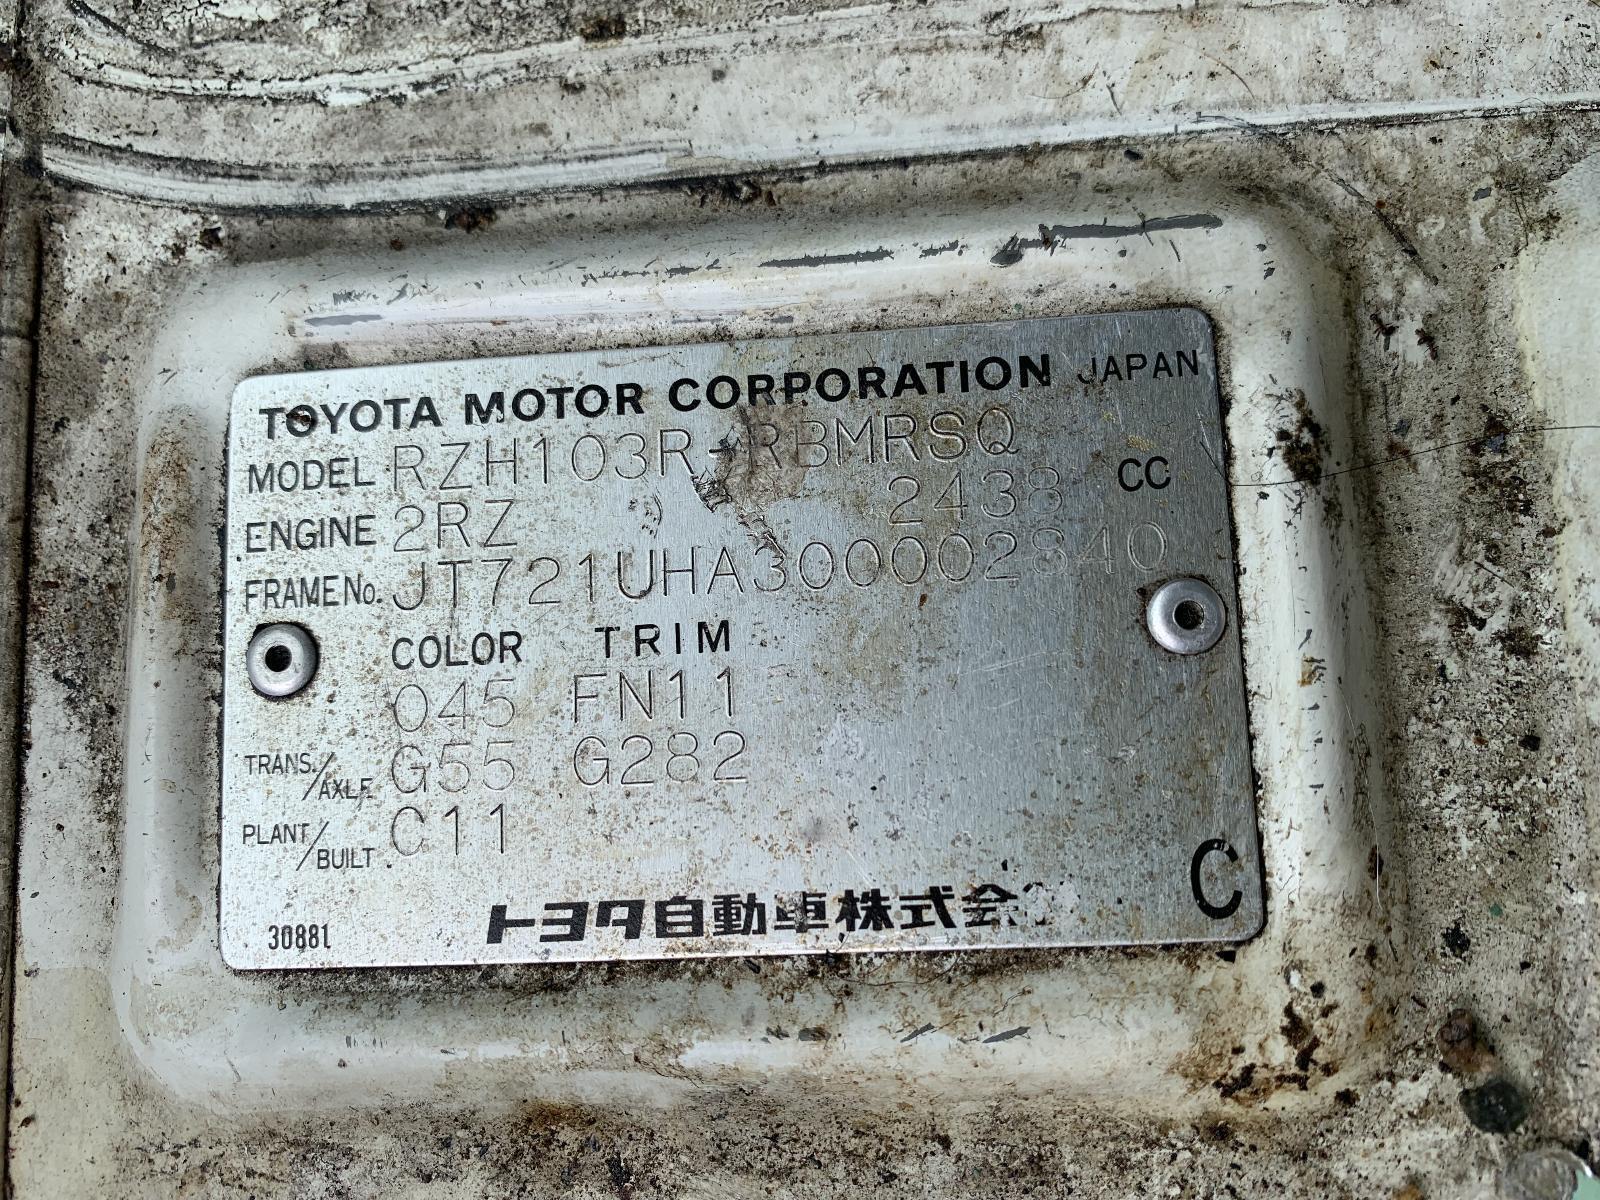 TOYOTA MOTOR CORPORATION JAPAN
MODEL RZH103R-RBMRSQ
ENGINE 2RZ 2438 CC
FRAME No. JT721UHA300002840
COLOR TRIM
045 FN11
TRANS./AXLE G55 G282
PLANT/BUILT C11
トヨタ自動車株式会
30881
C